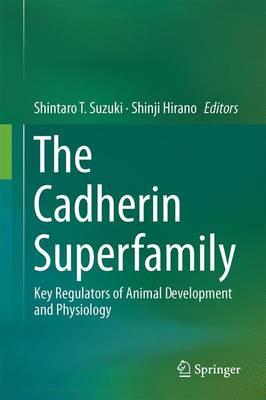 Shintaro T. Suzuki · Shinji Hirano Editors
The
Cadherin
Superfamily
Key Regulators of Animal Development
and Physiology
Springer